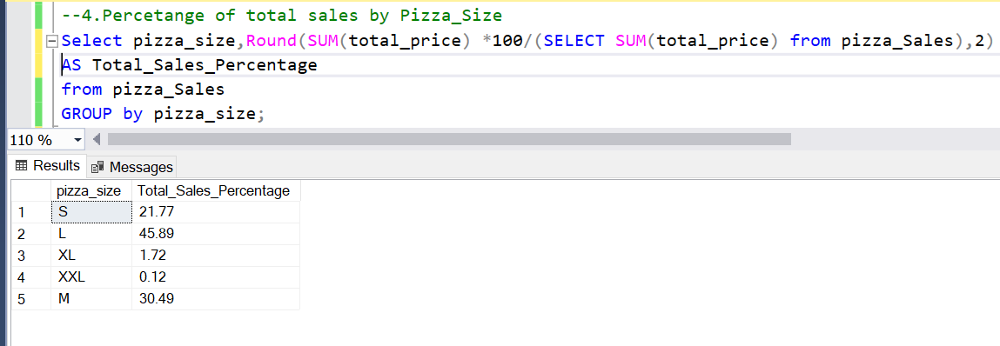 --4.Percetange of total sales by Pizza_Size
Select pizza_size,Round(SUM(total_price) *100/(SELECT SUM(total_price) from pizza_Sales),2)
AS Total_Sales_Percentage
from pizza_Sales
GROUP by pizza_size;
110 %
Results Messages
pizza_size Total_Sales_Percentage
1 S 21.77
2 L 45.89
3 XL 1.72
4 XXL 0.12
5 M 30.49